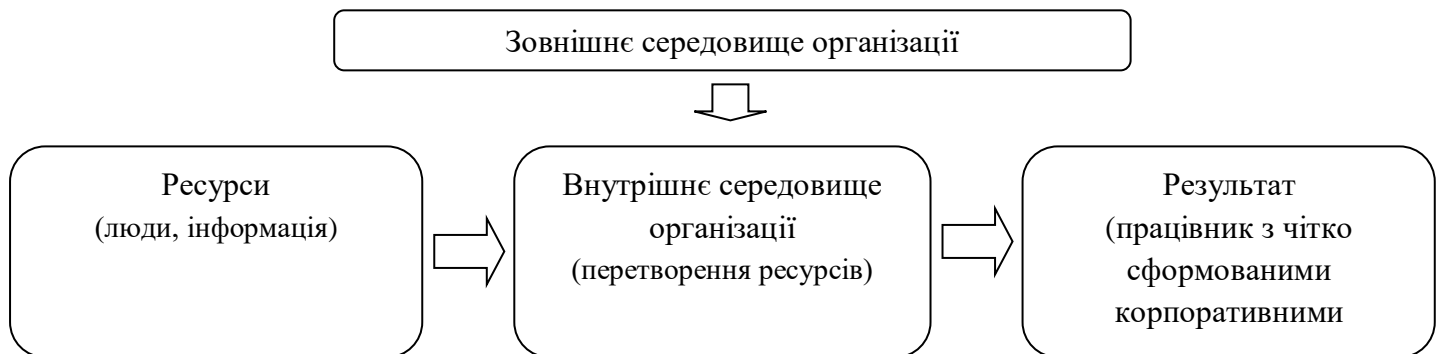 Зовнішнє середовище організації
Ресурси
(люди, інформація)
Внутрішнє середовище
організації
(перетворення ресурсів)
Результат
(працівник з чітко
сформованими
корпоративними